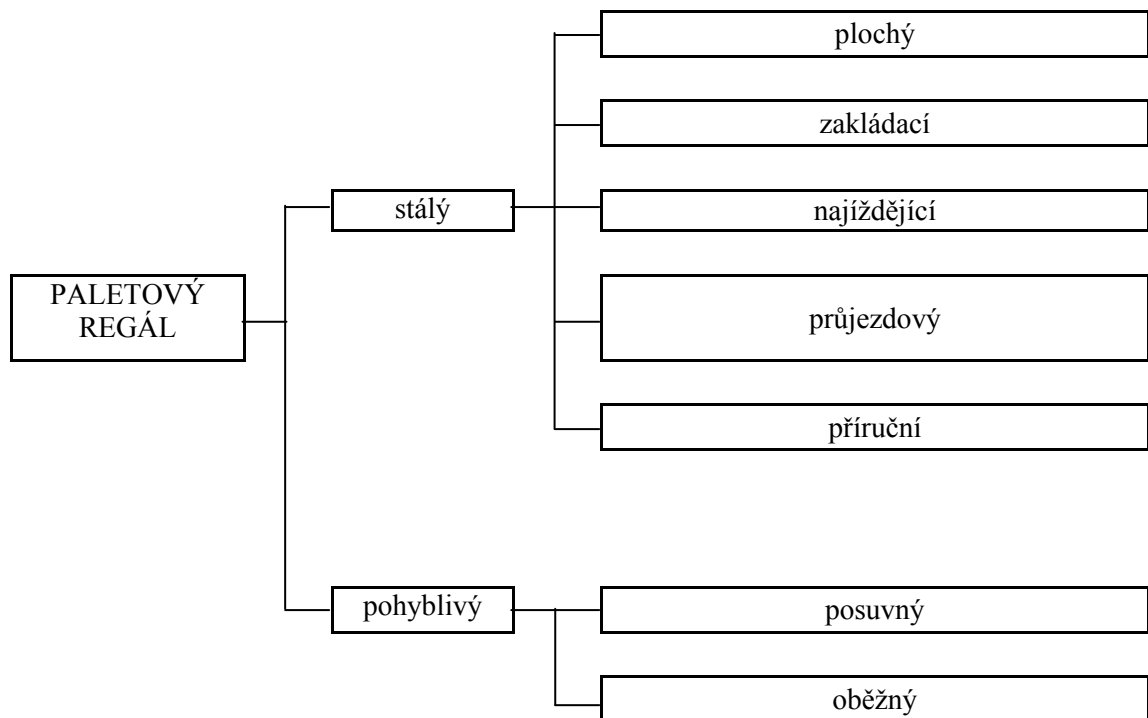 plochý
zakládací
stálý
najíždějící
PALETOVÝ
REGÁL
průjezdový
příruční
pohyblivý
posuvný
oběžný